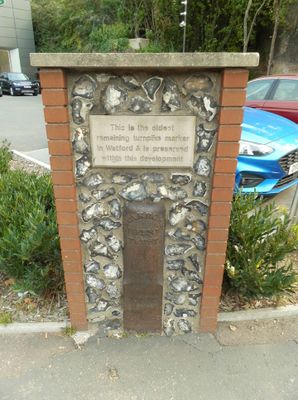 This is the oldest
remaining turnpike marker
in Watford & is preserved
within this development